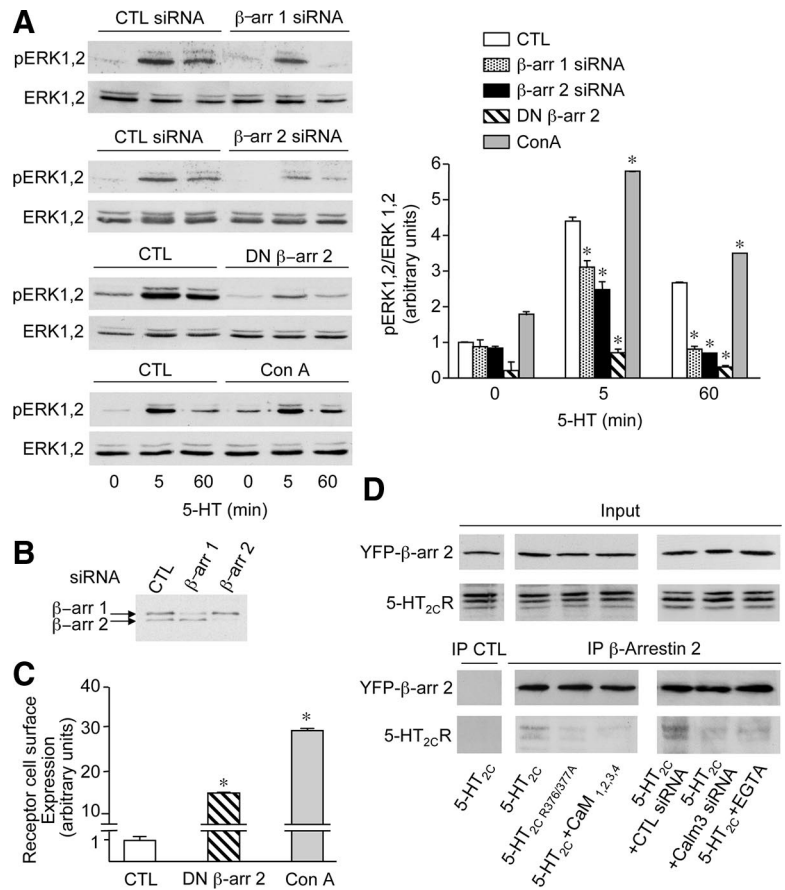 A
CTL siRNA
β-arr 1 siRNA
pERK1,2
ERK1,2
CTL siRNA
β-arr 2 siRNA
pERK1,2
ERK1,2
CTL
DN β-arr 2
pERK1,2
ERK1,2
CTL
Con A
pERK1,2
ERK1,2
0 5 60 0 5 60
5-HT (min)
CTL
β-arr 1 siRNA
β-arr 2 siRNA
DN β-arr 2
ConA
pERK1,2/ERK 1,2
(arbitrary units)
6
5
4
3
2
1
0
* * * *
* * * *
0 5 60
5-HT (min)
B
siRNA
CTL
β-arr 1
β-arr 2
β-arr 1
β-arr 2
C
Receptor cell surface
Expression
(arbitrary units)
40
30
20
10
1
*
*
CTL
DN β-arr 2
Con A
D
Input
YFP-β-arr 2
5-HT2CR
IP CTL
IP β-Arrestin 2
YFP-β-arr 2
5-HT2CR
5-HT2C
5-HT2C
5-HT2C R376/377A
5-HT2C+CaM 1,2,3,4
5-HT2C
+CTL siRNA
5-HT2C
+Calm3 siRNA
5-HT2C+EGTA